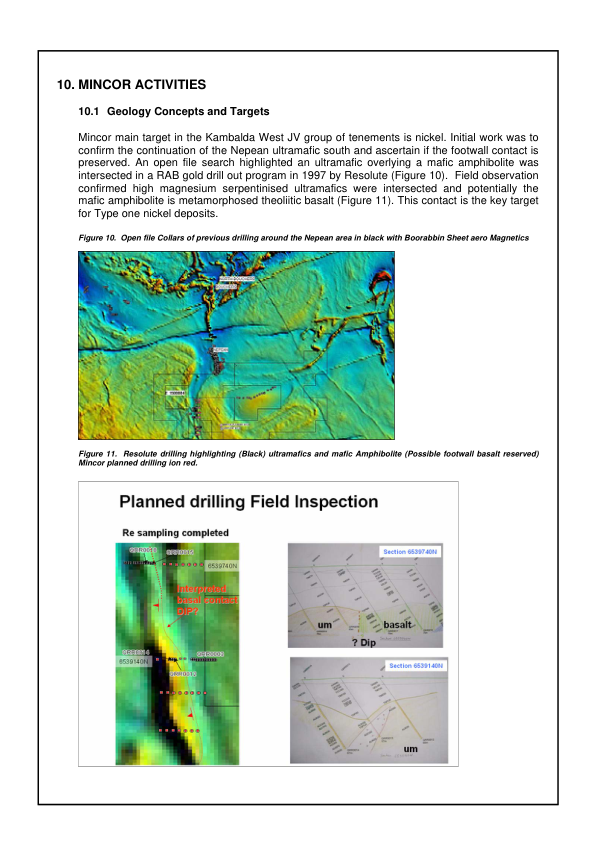 10. MINCOR ACTIVITIES
10.1 Geology Concepts and Targets
Mincor main target in the Kambalda West JV group of tenements is nickel. Initial work was to
confirm the continuation of the Nepean ultramafic south and ascertain if the footwall contact is
preserved. An open file search highlighted an ultramafic overlying a mafic amphibolite was
intersected in a RAB gold drill out program in 1997 by Resolute (Figure 10). Field observation
confirmed high magnesium serpentinised ultramafics were intersected and potentially the
mafic amphibolite is metamorphosed theoliitic basalt (Figure 11). This contact is the key target
for Type one nickel deposits.
Figure 10. Open file Collars of previous drilling around the Nepean area in black with Boorabbin Sheet aero Magnetics
Figure 11. Resolute drilling highlighting (Black) ultramafics and mafic Amphibolite (Possible footwall basalt reserved)
Mincor planned drilling ion red.
Planned drilling Field Inspection
Re sampling completed
6539740N
Interpreted
basal contact
DIP?
6539140N
Section 6539740N
um
basalt
? Dip
Section 6539140N
um